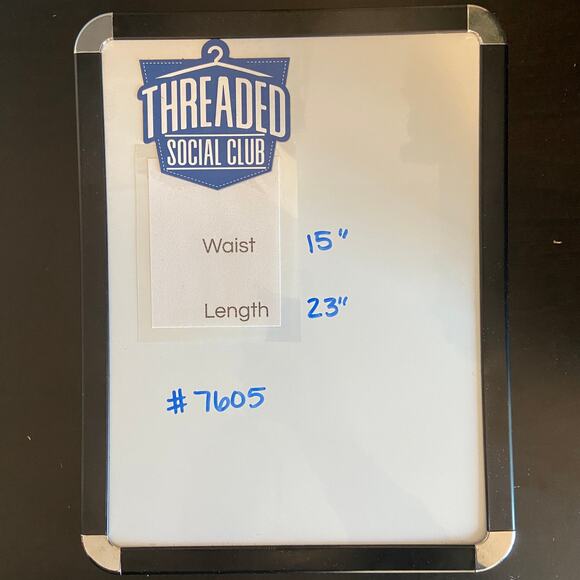 THREADED
SOCIAL CLUB
Waist 15"
Length 23"
# 7605